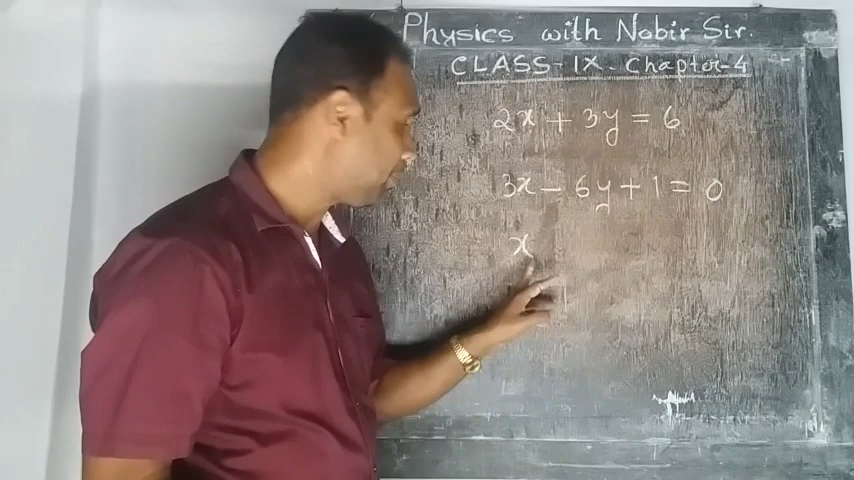 Physics with Nobir Sir.
CLASS-IX. Chapter-4
2x + 3y = 6
3x - 6y + 1 = 0
x